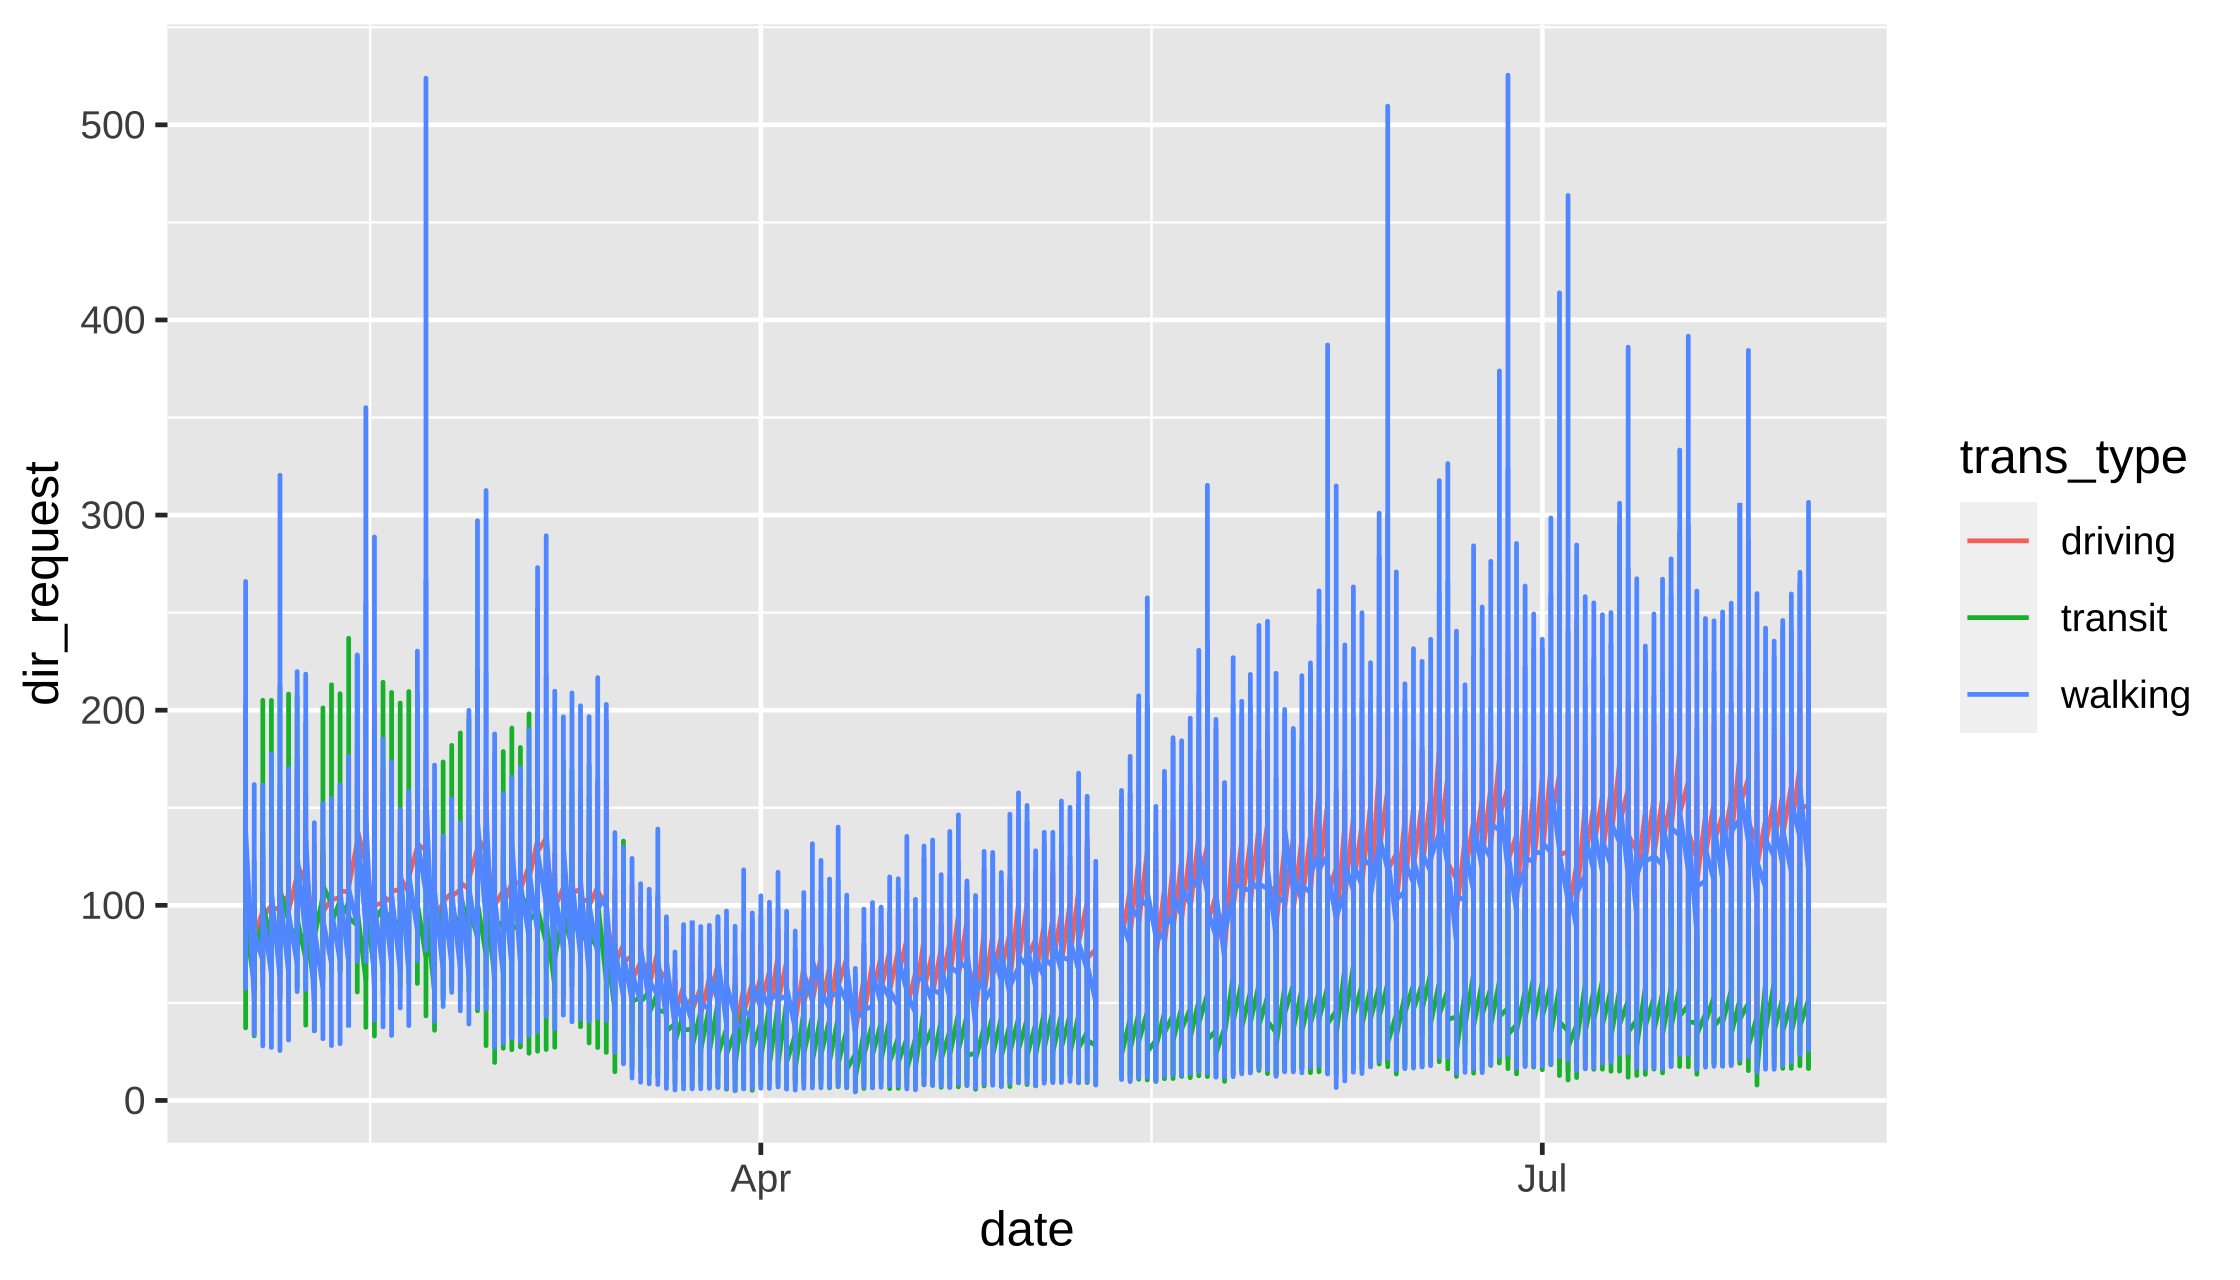 500
400
300
200
100
0
Apr
Jul
date
dir_request
trans_type
driving
transit
walking